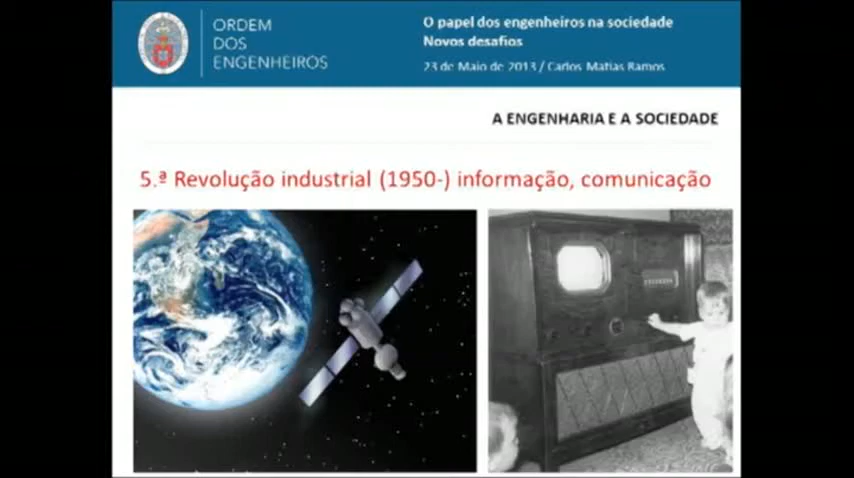 ORDEM
DOS
ENGENHEIROS
O papel dos engenheiros na sociedade
Novos desafios
23 de Maio de 2013 / Carlos Matias Ramos
A ENGENHARIA E A SOCIEDADE
5.ª Revolução industrial (1950-) informação, comunicação